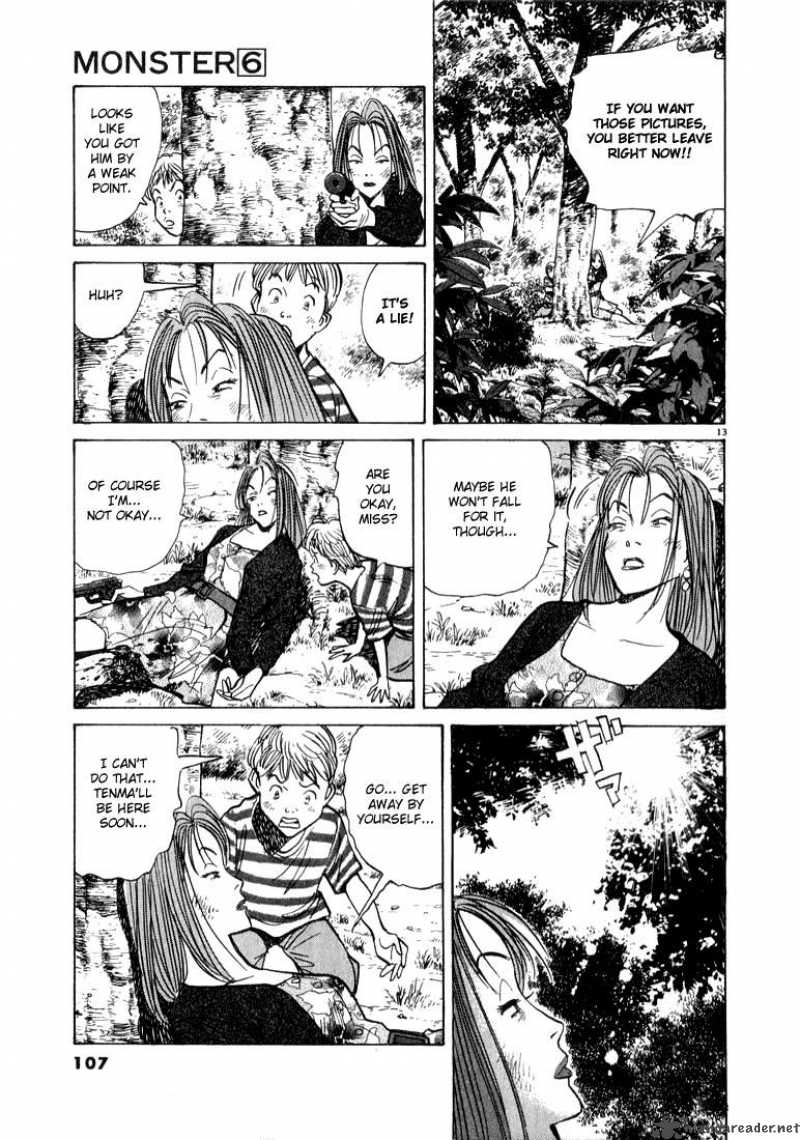 MONSTER 6
IF YOU WANT
THOSE PICTURES,
YOU BETTER LEAVE
RIGHT NOW!!
13
LOOKS
LIKE
YOU GOT
HIM BY
A WEAK
POINT.
IT'S
A LIE!
HUH?
MAYBE HE
WON'T FALL
FOR IT,
THOUGH...
ARE
YOU
OKAY,
MISS?
OF COURSE
I'M...
NOT OKAY...
ザァ
GO... GET
AWAY BY
YOURSELF...
I CAN'T
DO THAT...
TENMA'LL
BE HERE
SOON...
107